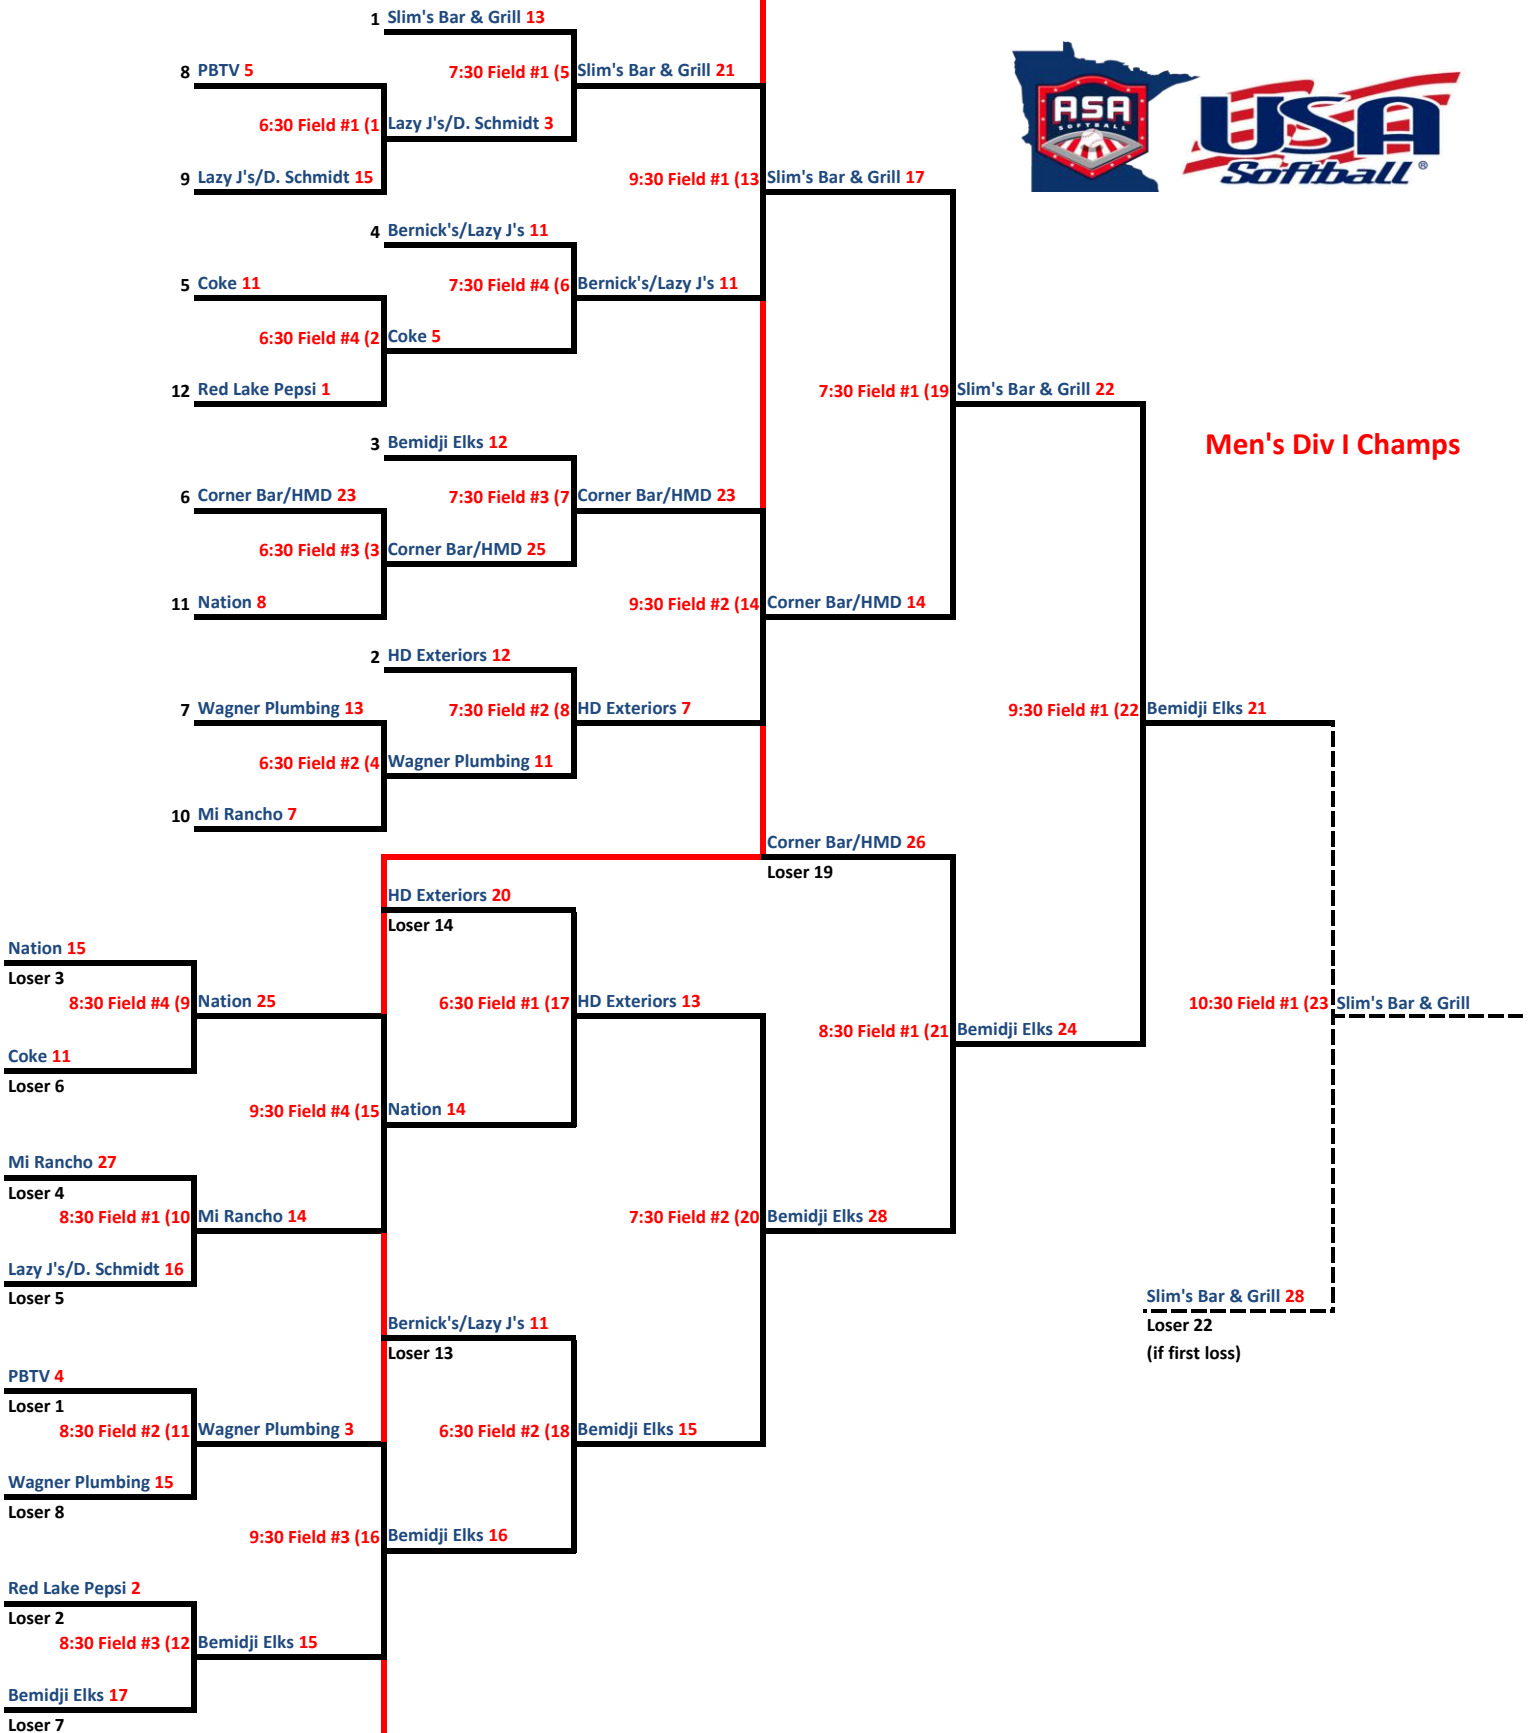 1 Slim's Bar & Grill 13
8 PBTV 5
7:30 Field #1 (5 Slim's Bar & Grill 21
6:30 Field #1 (1 Lazy J's/D. Schmidt 3
9 Lazy J's/D. Schmidt 15
9:30 Field #1 (13 Slim's Bar & Grill 17
ASA
SOFTBALL
USA
Softball ®
4 Bernick's/Lazy J's 11
5 Coke 11
7:30 Field #4 (6 Bernick's/Lazy J's 11
6:30 Field #4 (2 Coke 5
12 Red Lake Pepsi 1
7:30 Field #1 (19 Slim's Bar & Grill 22
Men's Div I Champs
3 Bemidji Elks 12
6 Corner Bar/HMD 23
7:30 Field #3 (7 Corner Bar/HMD 23
6:30 Field #3 (3 Corner Bar/HMD 25
11 Nation 8
9:30 Field #2 (14 Corner Bar/HMD 14
2 HD Exteriors 12
7 Wagner Plumbing 13
7:30 Field #2 (8 HD Exteriors 7
9:30 Field #1 (22 Bemidji Elks 21
6:30 Field #2 (4 Wagner Plumbing 11
10 Mi Rancho 7
Corner Bar/HMD 26
Loser 19
HD Exteriors 20
Loser 14
Nation 15
Loser 3
8:30 Field #4 (9 Nation 25
6:30 Field #1 (17 HD Exteriors 13
10:30 Field #1 (23 Slim's Bar & Grill
8:30 Field #1 (21 Bemidji Elks 24
Coke 11
Loser 6
9:30 Field #4 (15 Nation 14
Mi Rancho 27
Loser 4
8:30 Field #1 (10 Mi Rancho 14
7:30 Field #2 (20 Bemidji Elks 28
Lazy J's/D. Schmidt 16
Loser 5
Slim's Bar & Grill 28
Loser 22
(if first loss)
Bernick's/Lazy J's 11
Loser 13
PBTV 4
Loser 1
8:30 Field #2 (11 Wagner Plumbing 3
6:30 Field #2 (18 Bemidji Elks 15
Wagner Plumbing 15
Loser 8
9:30 Field #3 (16 Bemidji Elks 16
Red Lake Pepsi 2
Loser 2
8:30 Field #3 (12 Bemidji Elks 15
Bemidji Elks 17
Loser 7